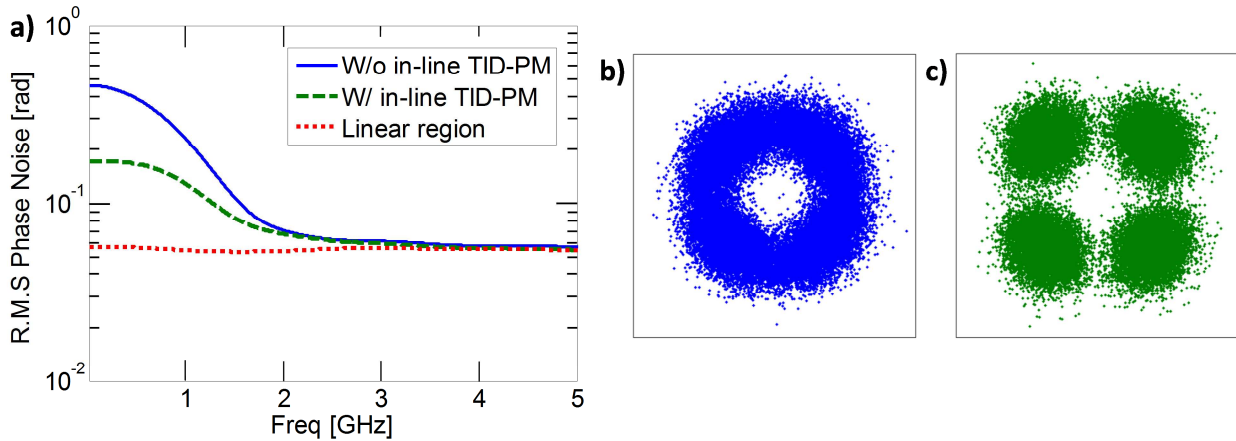 a)
R.M.S Phase Noise [rad]
10^0
10^-1
10^-2
W/o in-line TID-PM
W/ in-line TID-PM
Linear region
1 2 3 4 5
Freq [GHz]
b)
c)